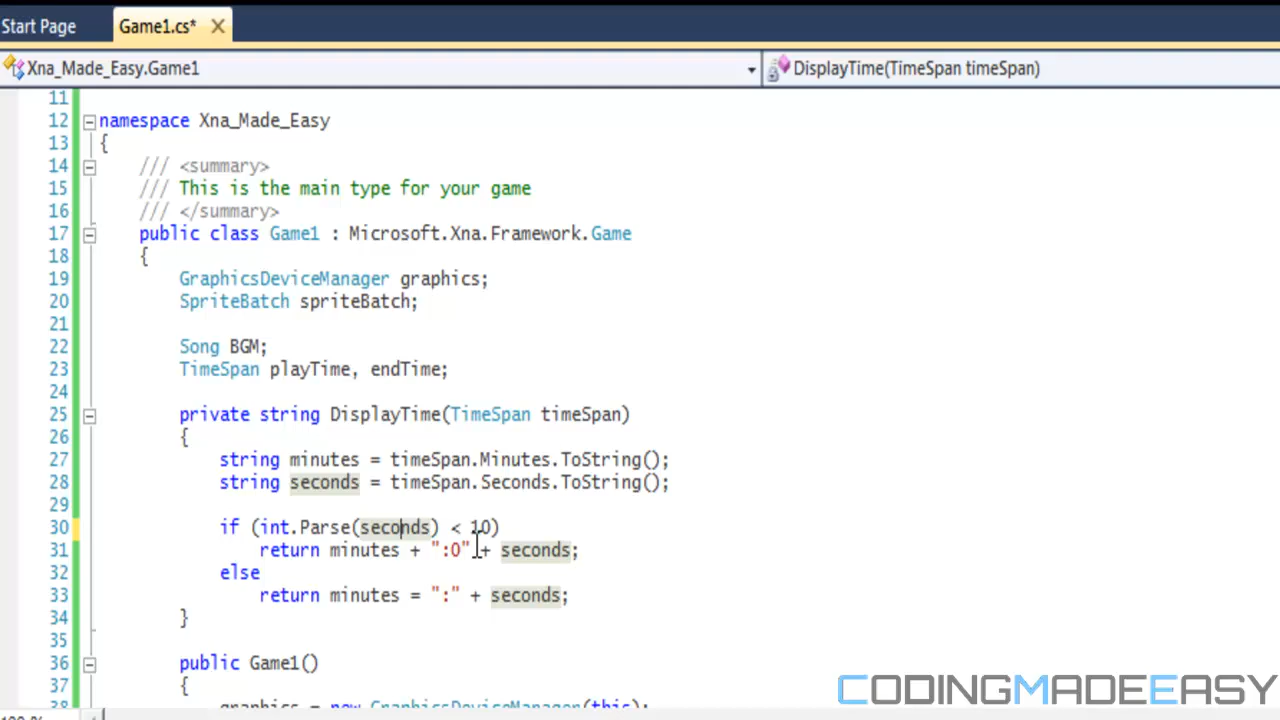 Start Page Game1.cs*
Xna_Made_Easy.Game1 DisplayTime(TimeSpan timeSpan)
11
12 namespace Xna_Made_Easy
13 {
14 /// <summary>
15 /// This is the main type for your game
16 /// </summary>
17 public class Game1 : Microsoft.Xna.Framework.Game
18 {
19 GraphicsDeviceManager graphics;
20 SpriteBatch spriteBatch;
21
22 Song BGM;
23 TimeSpan playTime, endTime;
24
25 private string DisplayTime(TimeSpan timeSpan)
26 {
27 string minutes = timeSpan.Minutes.ToString();
28 string seconds = timeSpan.Seconds.ToString();
29
30 if (int.Parse(seconds) < 10)
31 return minutes + ":0" + seconds;
32 else
33 return minutes = ":" + seconds;
34 }
35
36 public Game1()
37 {
38 graphics = new GraphicsDeviceManager(this);
CODINGMADEEASY